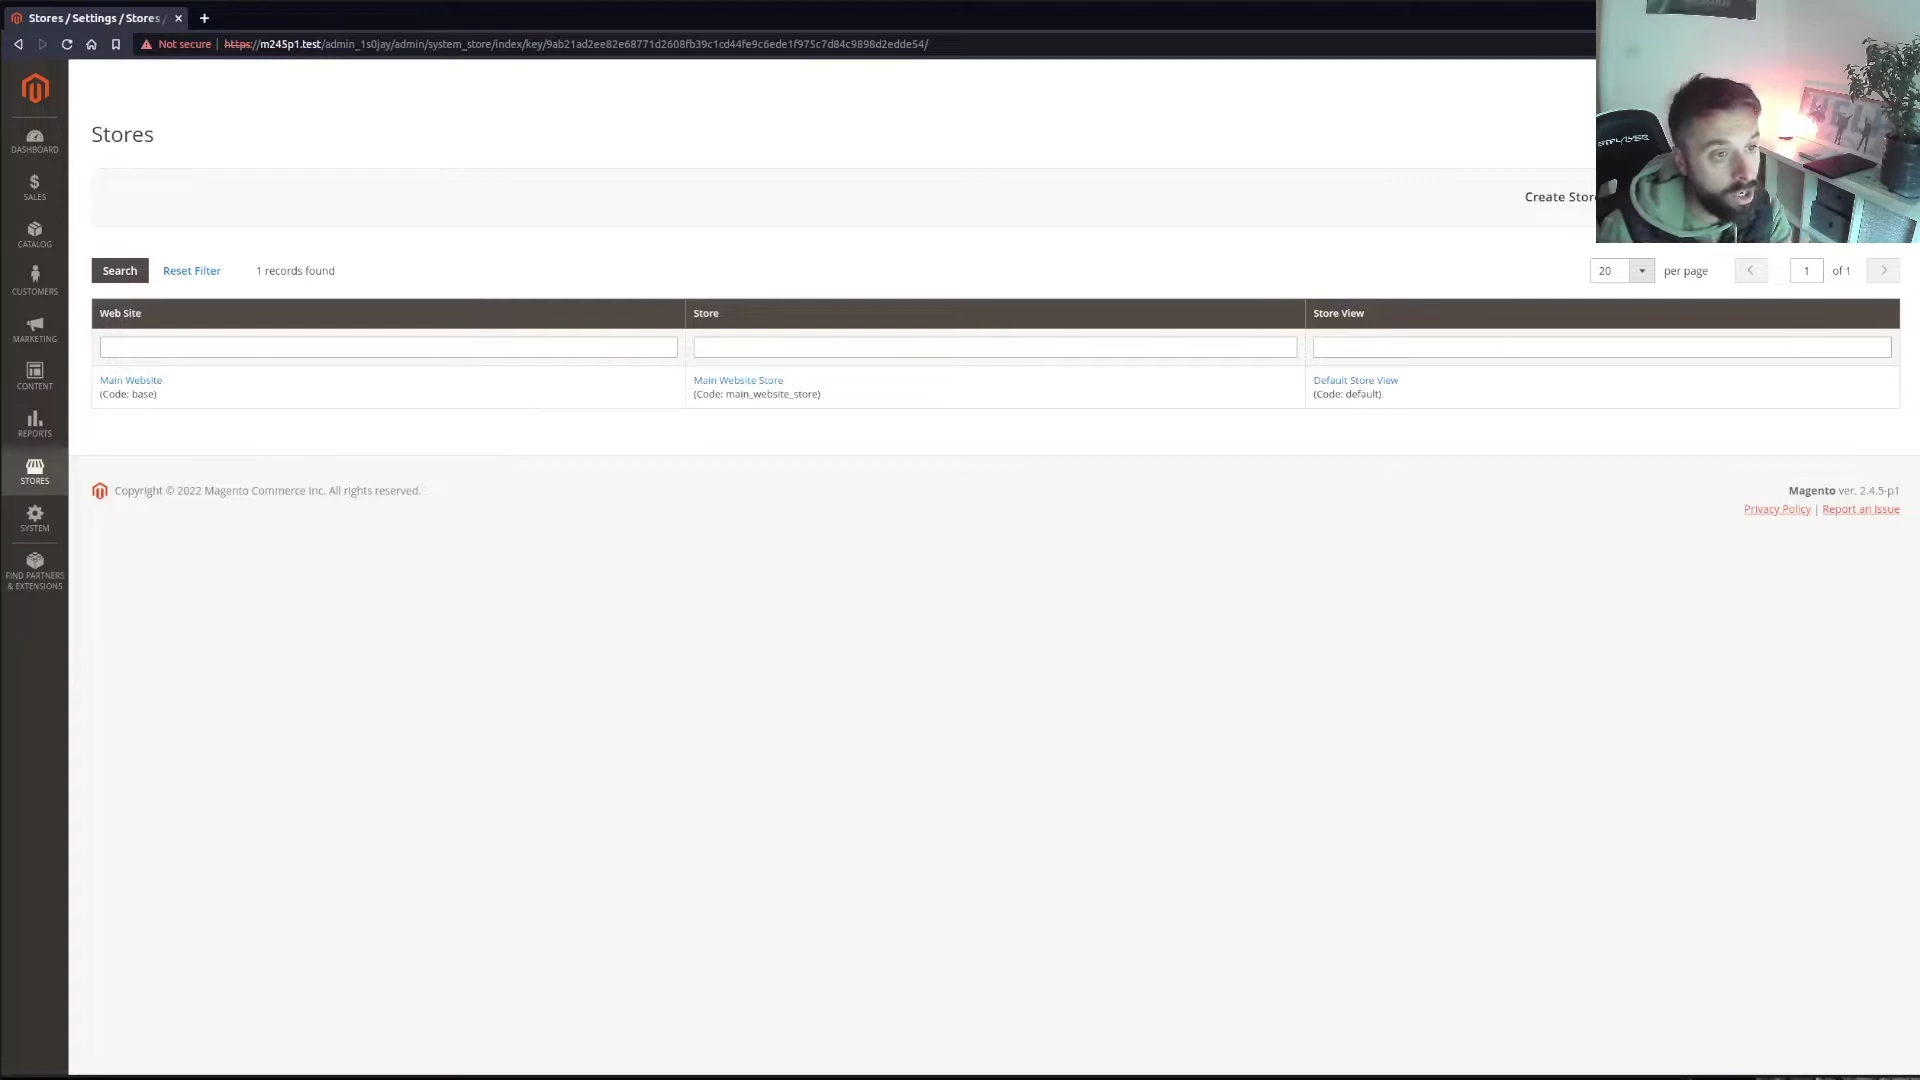 Stores / Settings / Stores /
Not secure
https://m245p1.test/admin_1s0jay/admin/system_store/index/key/9ab21ad2ee82e68771d2608fb39c1cd44fe9c6ede1f975c7d84c9898d2edde54/
DASHBOARD
SALES
CATALOG
CUSTOMERS
MARKETING
CONTENT
REPORTS
STORES
SYSTEM
FIND PARTNERS
& EXTENSIONS
Stores
Create Store
Search
Reset Filter
1 records found
20
per page
1
of 1
Web Site
Store
Store View
Main Website
(Code: base)
Main Website Store
(Code: main_website_store)
Default Store View
(Code: default)
Copyright © 2022 Magento Commerce Inc. All rights reserved.
Magento ver. 2.4.5-p1
Privacy Policy | Report an Issue